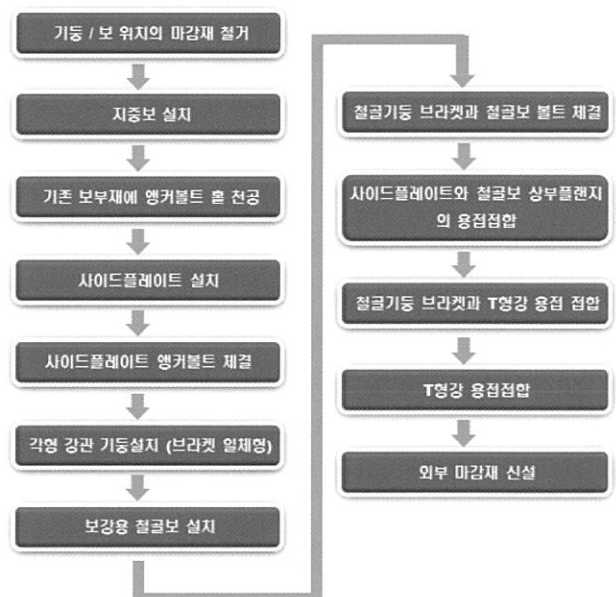 기둥 / 보 위치의 마감재 철거
지중보 설치
기존 보부재에 앵커볼트 홀 천공
사이드플레이트 설치
사이드플레이트 앵커볼트 체결
각형 강관 기둥설치 (브라켓 일체형)
보강용 철골보 설치
철골기둥 브라켓과 철골보 볼트 체결
사이드플레이트와 철골보 상부플랜지
의 용접접합
철골기둥 브라켓과 T형강 용접 접합
T형강 용접접합
외부 마감재 신설